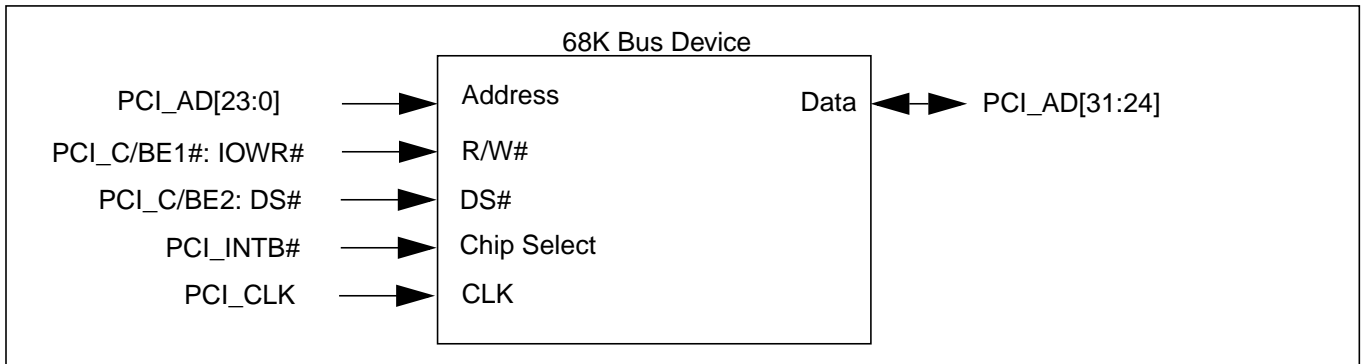 68K Bus Device
PCI_AD[23:0] Address Data PCI_AD[31:24]
PCI_C/BE1#: IOWR# R/W#
PCI_C/BE2: DS# DS#
PCI_INTB# Chip Select
PCI_CLK CLK